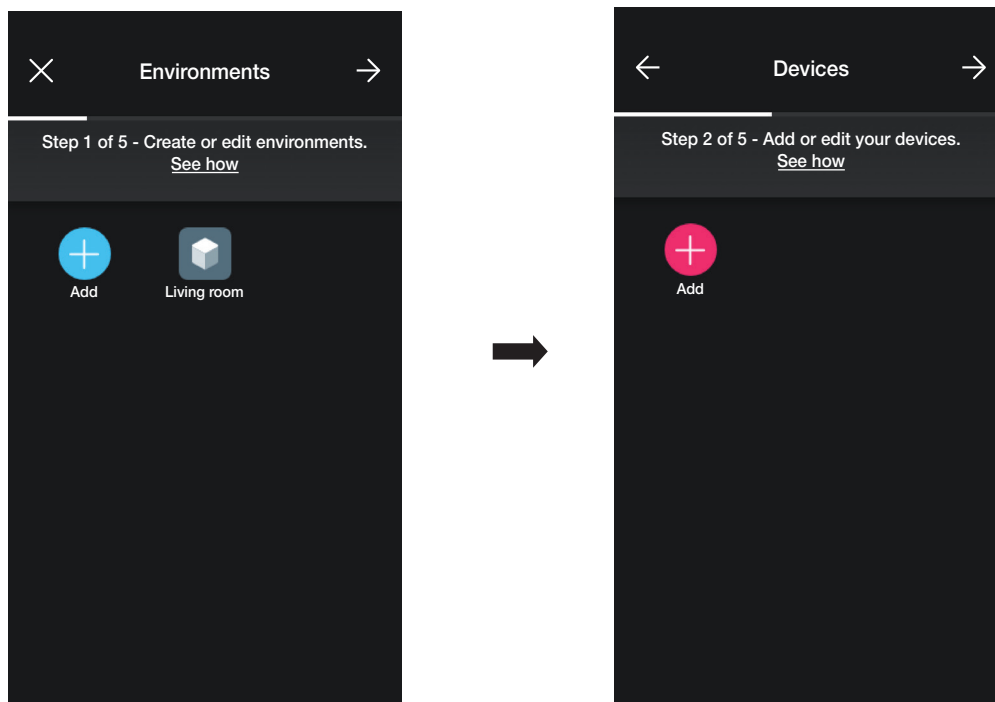 Environments
Step 1 of 5 - Create or edit environments.
See how
Add
Living room
Devices
Step 2 of 5 - Add or edit your devices.
See how
Add